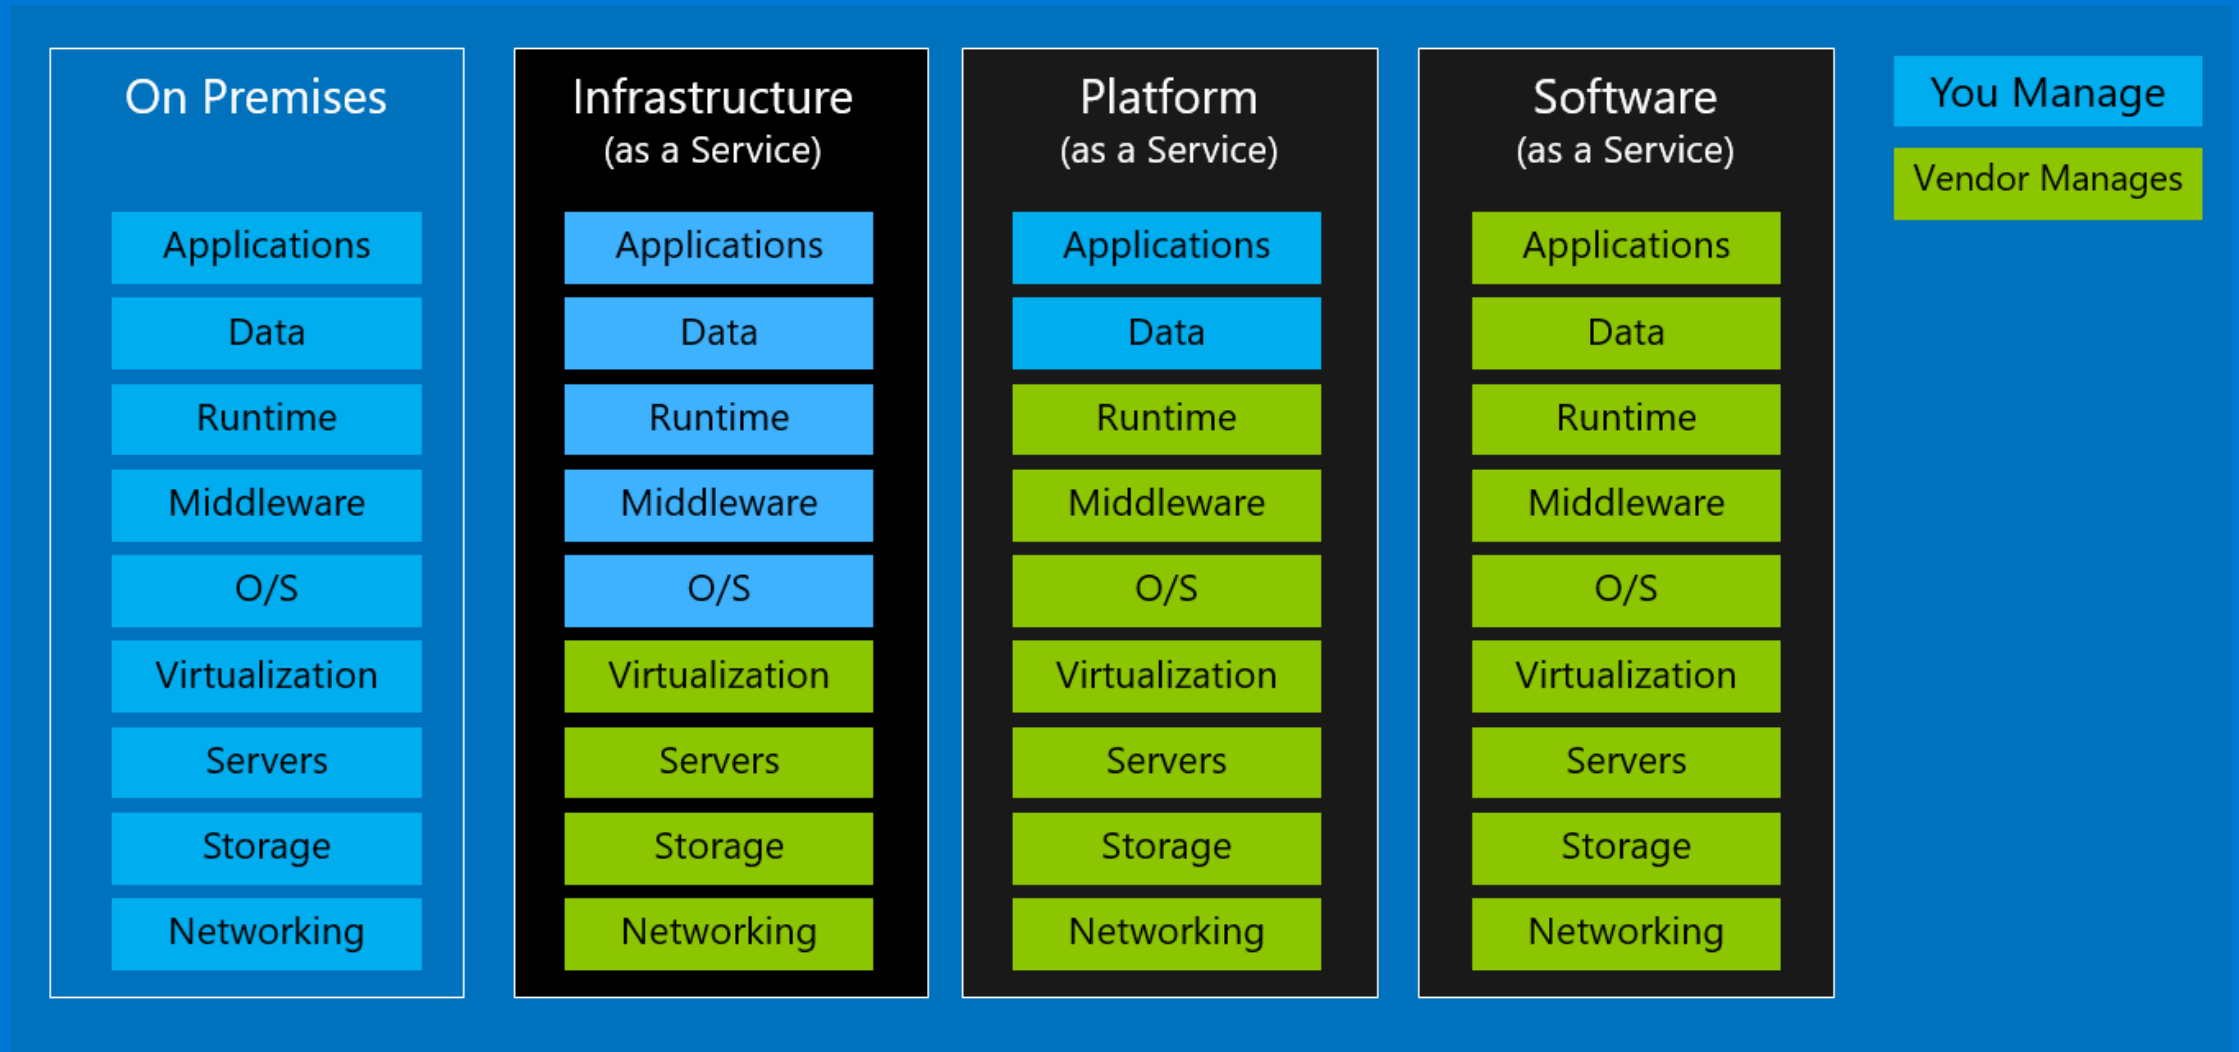 On Premises
Applications
Data
Runtime
Middleware
O/S
Virtualization
Servers
Storage
Networking
Infrastructure
(as a Service)
Applications
Data
Runtime
Middleware
O/S
Virtualization
Servers
Storage
Networking
Platform
(as a Service)
Applications
Data
Runtime
Middleware
O/S
Virtualization
Servers
Storage
Networking
Software
(as a Service)
Applications
Data
Runtime
Middleware
O/S
Virtualization
Servers
Storage
Networking
You Manage
Vendor Manages